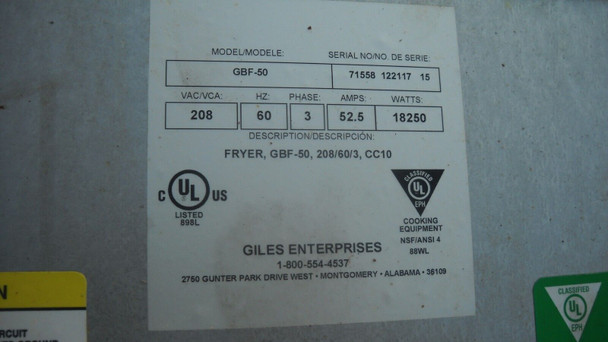 MODEL/MODELE: SERIAL NO/NO. DE SERIE:
GBF-50 71558 122117 15
VAC/VCA: HZ: PHASE: AMPS: WATTS:
208 60 3 52.5 18250
DESCRIPTION/DESCRIPCIÓN:
FRYER, GBF-50, 208/60/3, CC10
C UL US
LISTED
898L
CLASSIFIED
UL
EPH
COOKING
EQUIPMENT
NSF/ANSI 4
88WL
GILES ENTERPRISES
1-800-554-4537
2750 GUNTER PARK DRIVE WEST • MONTGOMERY • ALABAMA • 36109
N
RCUIT
CLASSIFIED
UL
EPH